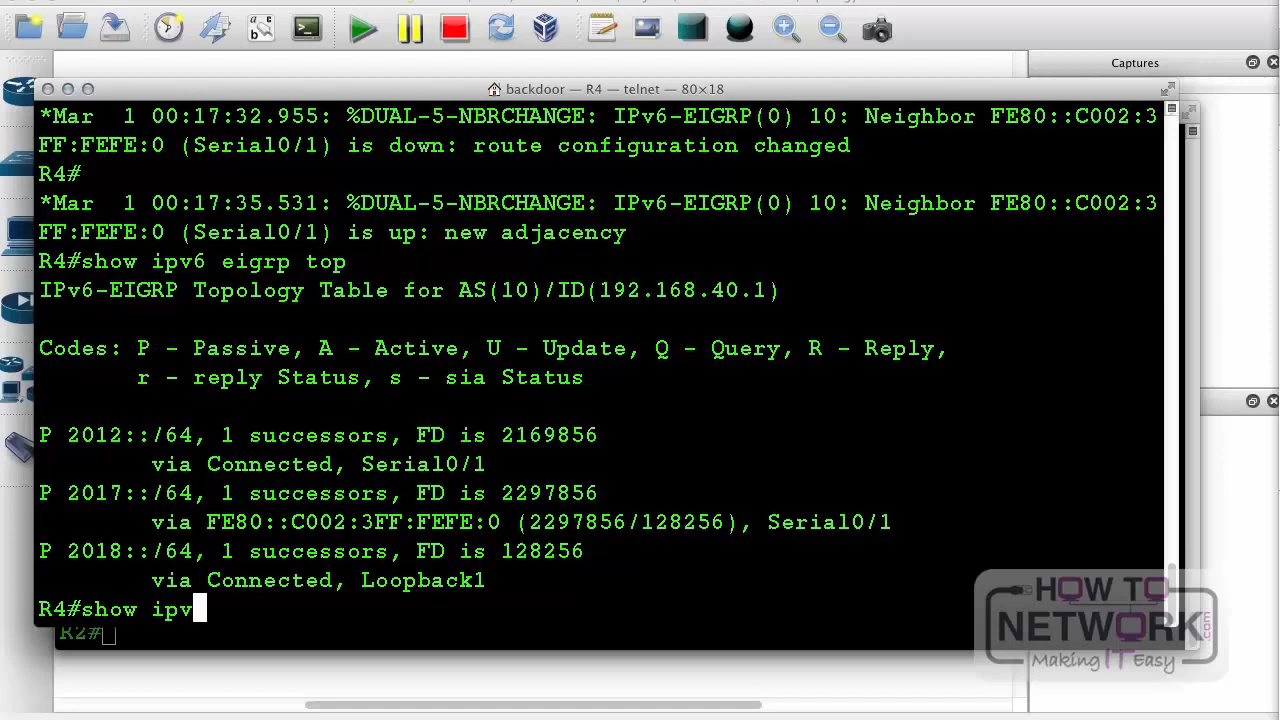 Captures
backdoor — R4 — telnet — 80×18
*Mar  1 00:17:32.955: %DUAL-5-NBRCHANGE: IPv6-EIGRP(0) 10: Neighbor FE80::C002:3
FF:FEFE:0 (Serial0/1) is down: route configuration changed
R4#
*Mar  1 00:17:35.531: %DUAL-5-NBRCHANGE: IPv6-EIGRP(0) 10: Neighbor FE80::C002:3
FF:FEFE:0 (Serial0/1) is up: new adjacency
R4#show ipv6 eigrp top
IPv6-EIGRP Topology Table for AS(10)/ID(192.168.40.1)
Codes: P - Passive, A - Active, U - Update, Q - Query, R - Reply,
r - reply Status, s - sia Status
P 2012::/64, 1 successors, FD is 2169856
via Connected, Serial0/1
P 2017::/64, 1 successors, FD is 2297856
via FE80::C002:3FF:FEFE:0 (2297856/128256), Serial0/1
P 2018::/64, 1 successors, FD is 128256
via Connected, Loopback1
R4#show ipv
R2#
HOW TO
NETWORK.com
Making IT Easy